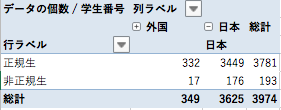 データの個数 / 学生番号 列ラベル
外国 日本 総計
行ラベル 日本
正規生 332 3449 3781
非正規生 17 176 193
総計 349 3625 3974